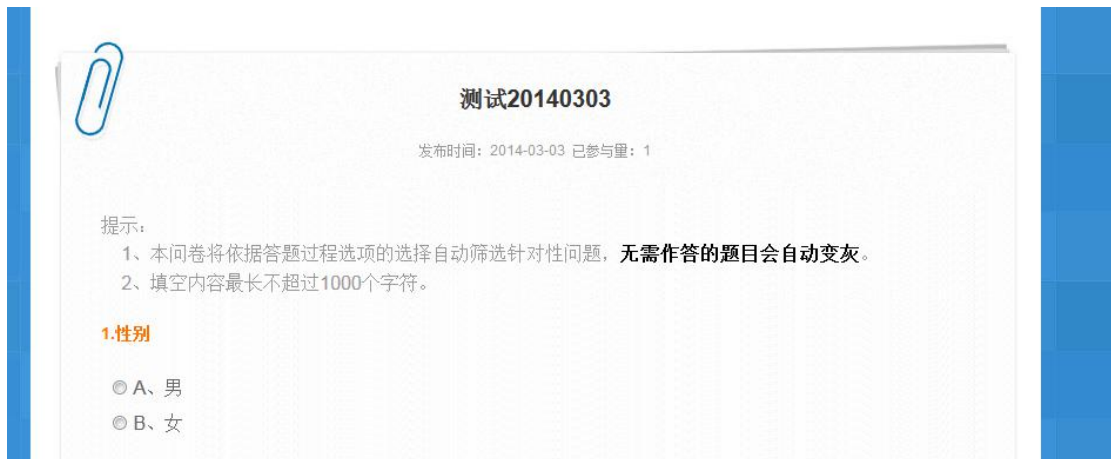 测试20140303
发布时间：2014-03-03 已参与量：1
提示：
1、本问卷将依据答题过程选项的选择自动筛选针对性问题，无需作答的题目会自动变灰。
2、填空内容最长不超过1000个字符。
1.性别
A、男
B、女